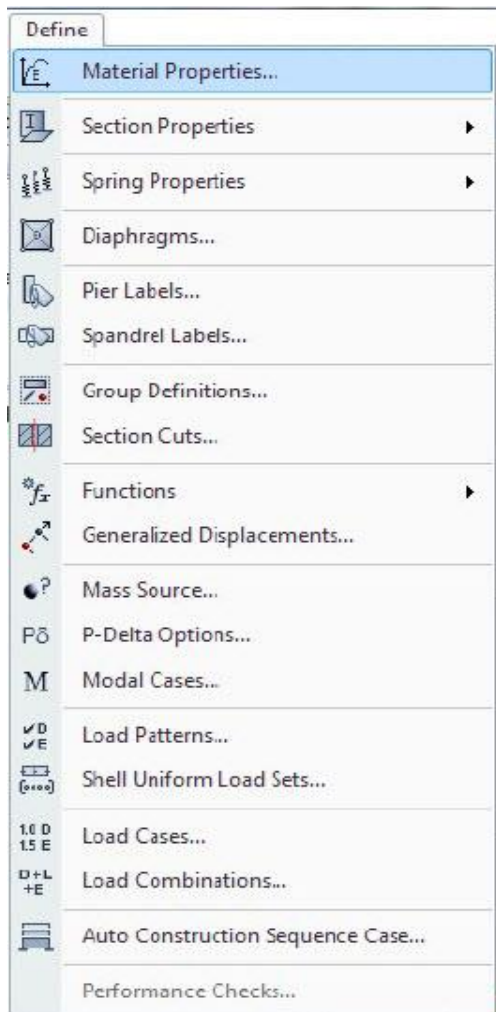 Define
E Material Properties...
I Section Properties
Spring Properties
D Diaphragms...
Pier Labels...
Spandrel Labels...
Group Definitions...
Section Cuts...
fx Functions
Generalized Displacements...
? Mass Source...
Pδ P-Delta Options...
M Modal Cases...
D
E Load Patterns...
Shell Uniform Load Sets...
1.0 D
1.5 E Load Cases...
D+L
+E Load Combinations...
Auto Construction Sequence Case...
Performance Checks...